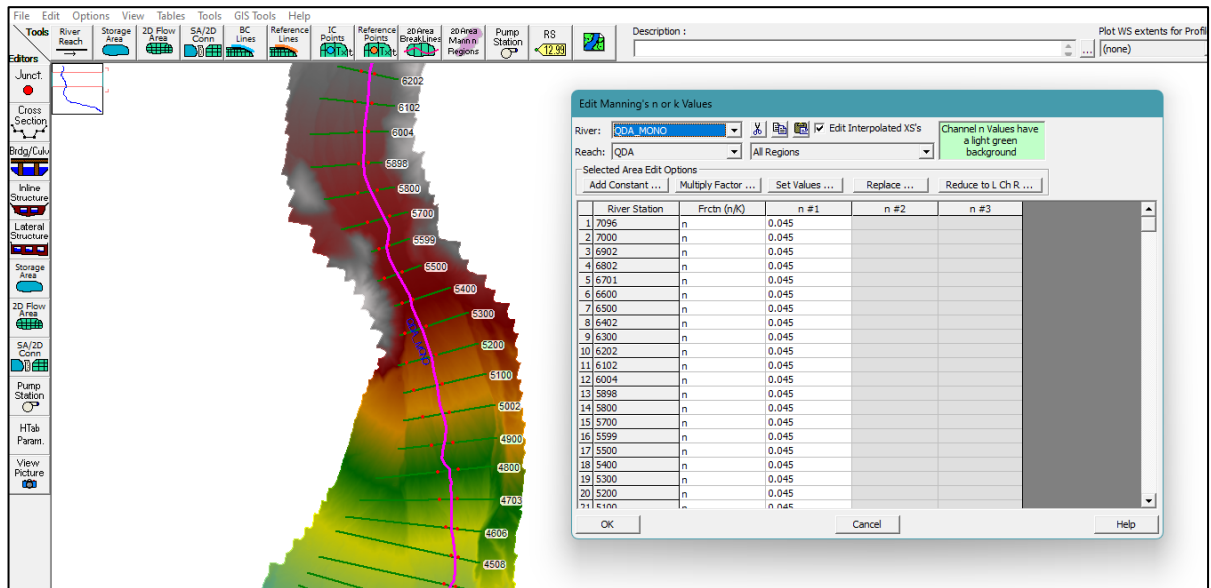 File Edit Options View Tables Tools GIS Tools Help
Tools
Editors
River Reach
Storage Area
2D Flow Area
SA/2D Conn
BC Lines
Reference Lines
IC Points
Reference Points
2D Area BreakLines
2D Area Mann n Regions
Pump Station
RS
12.99
Description :
Plot WS extents for Profil
... (none)
Junct.
Cross Section
Brdg/Culv
Inline Structure
Lateral Structure
Storage Area
2D Flow Area
SA/2D Conn
Pump Station
HTab Param.
View Picture
6202
6102
6004
5898
5800
5700
5599
5500
5400
5300
5200
5100
5002
4900
4800
4703
4606
4508
Edit Manning's n or k Values
River: QDA_MONO Edit Interpolated XS's
Channel n Values have
a light green
background
Reach: QDA All Regions
Selected Area Edit Options
Add Constant ... Multiply Factor ... Set Values ... Replace ... Reduce to L Ch R ...
River Station Frctn (n/K) n #1 n #2 n #3
1 7096 n 0.045
2 7000 n 0.045
3 6902 n 0.045
4 6802 n 0.045
5 6701 n 0.045
6 6600 n 0.045
7 6500 n 0.045
8 6402 n 0.045
9 6300 n 0.045
10 6202 n 0.045
11 6102 n 0.045
12 6004 n 0.045
13 5898 n 0.045
14 5800 n 0.045
15 5700 n 0.045
16 5599 n 0.045
17 5500 n 0.045
18 5400 n 0.045
19 5300 n 0.045
20 5200 n 0.045
21 5100 n 0.045
OK Cancel Help